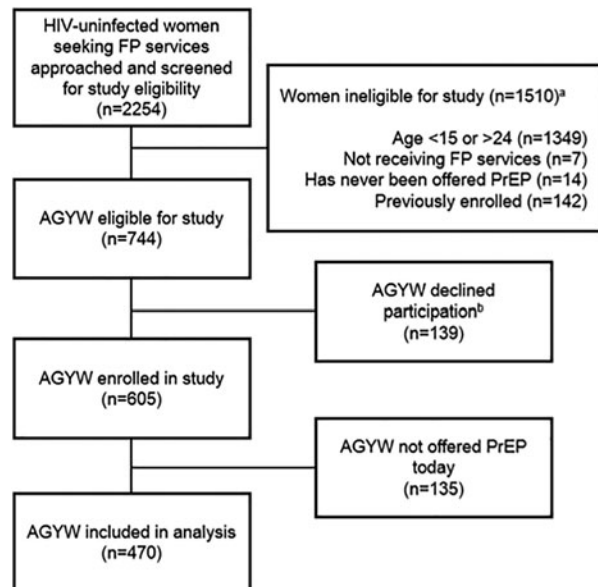 HIV-uninfected women
seeking FP services
approached and screened
for study eligibility
(n=2254)
Women ineligible for study (n=1510)ᵃ
Age <15 or >24 (n=1349)
Not receiving FP services (n=7)
Has never been offered PrEP (n=14)
Previously enrolled (n=142)
AGYW eligible for study
(n=744)
AGYW declined
participationᵇ
(n=139)
AGYW enrolled in study
(n=605)
AGYW not offered PrEP
today
(n=135)
AGYW included in analysis
(n=470)